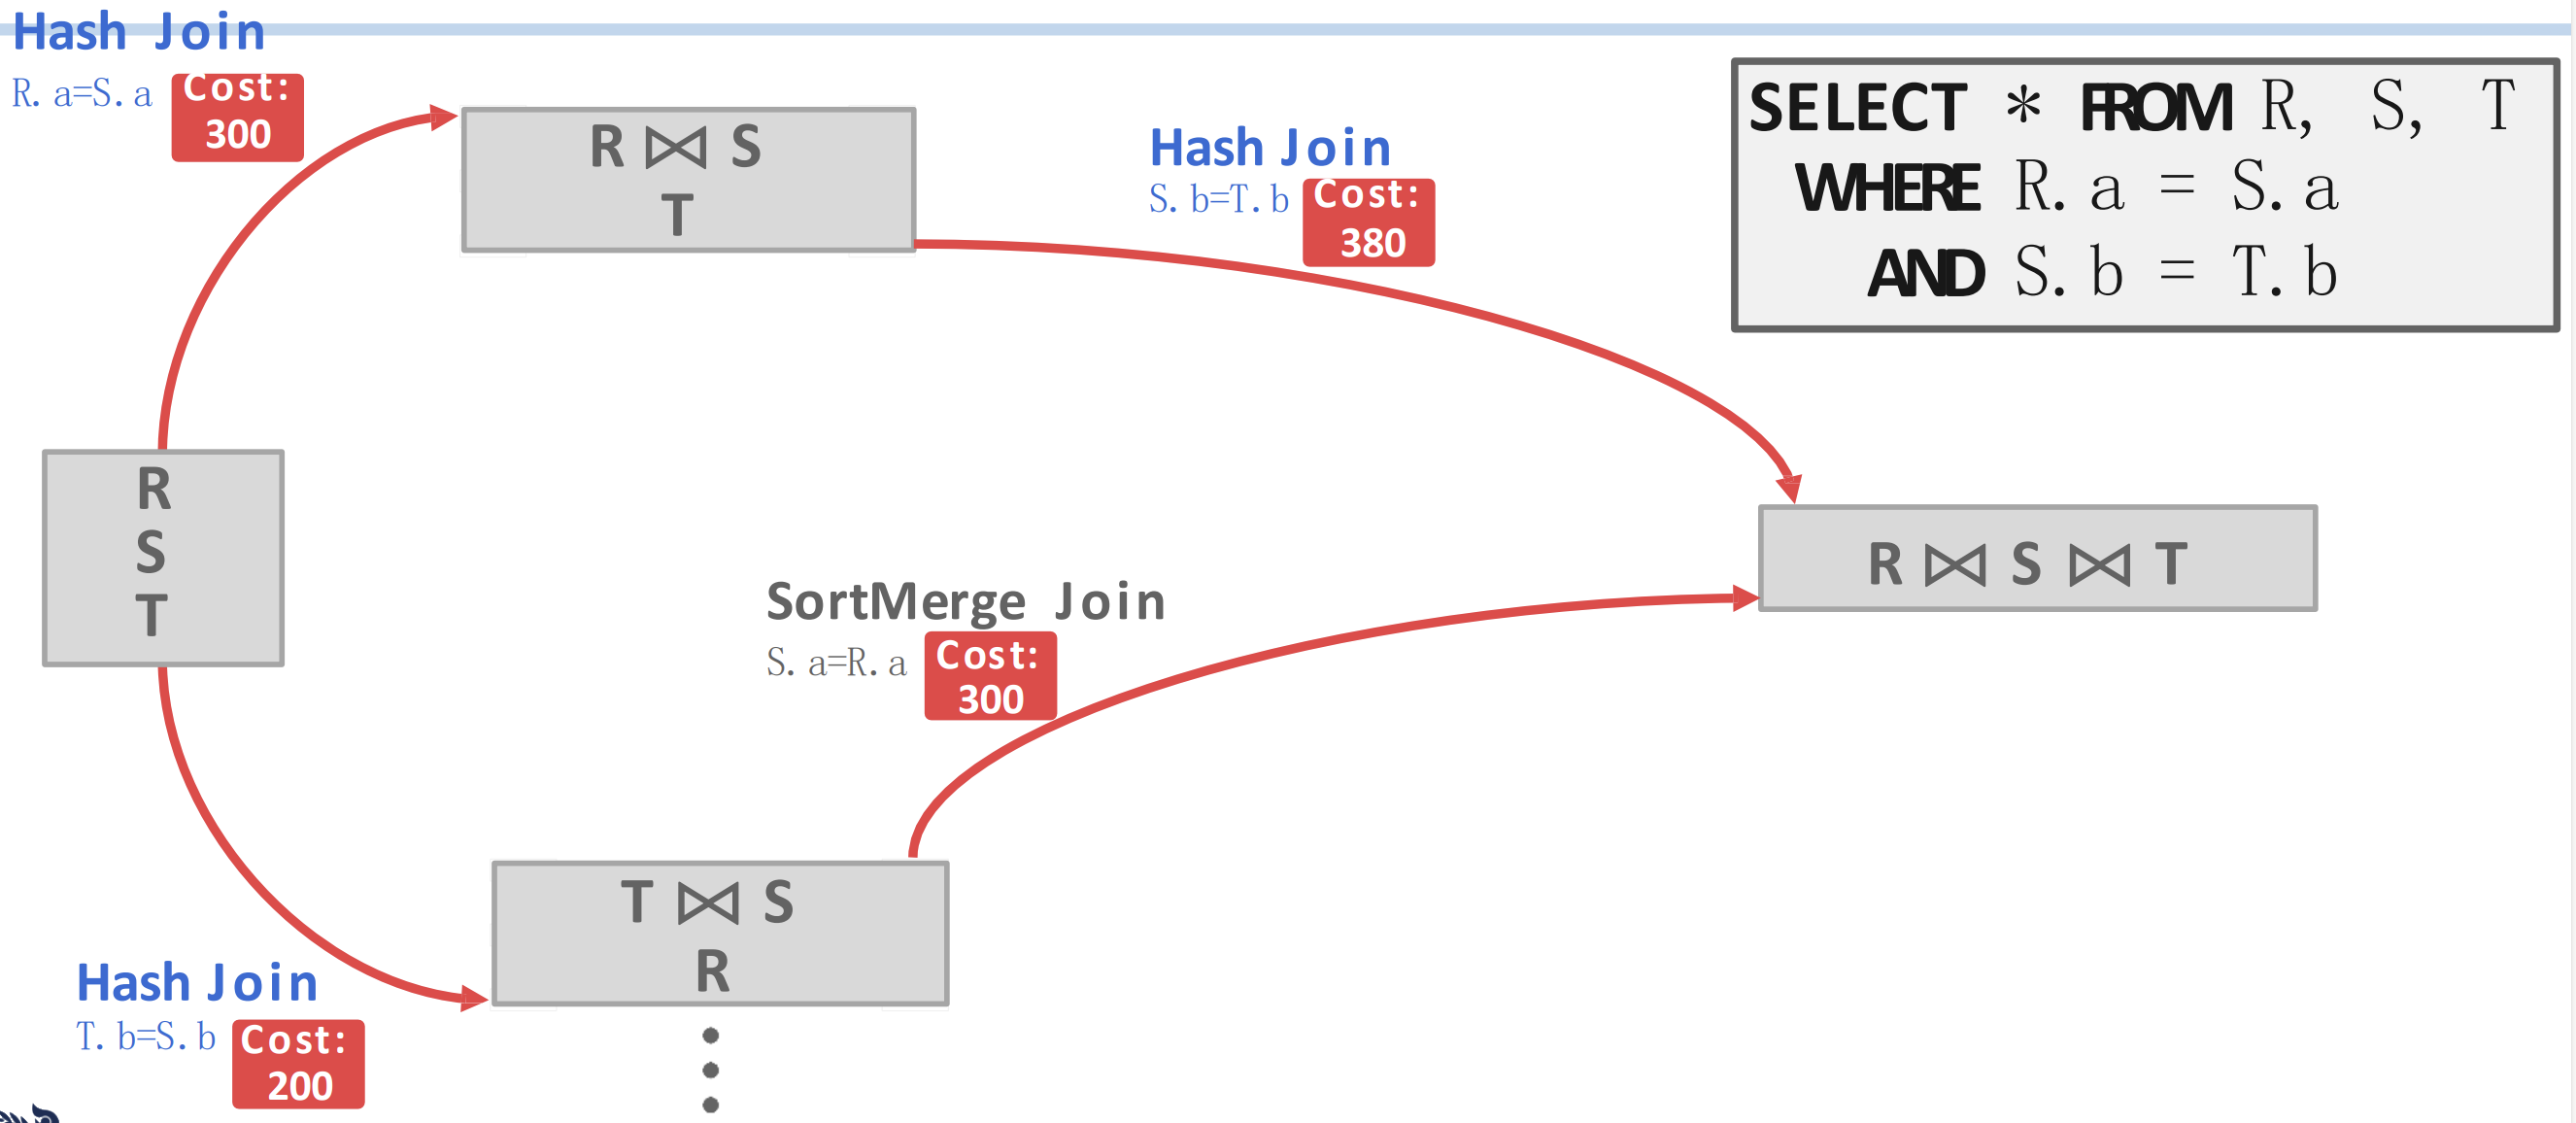 Hash Join
R.a=S.a
Cost:
300
R ⋈ S
T
Hash Join
S.b=T.b
Cost:
380
SELECT * FROM R, S, T
WHERE R.a = S.a
AND S.b = T.b
R
S
T
SortMerge Join
S.a=R.a
Cost:
300
R ⋈ S ⋈ T
T ⋈ S
R
Hash Join
T.b=S.b
Cost:
200